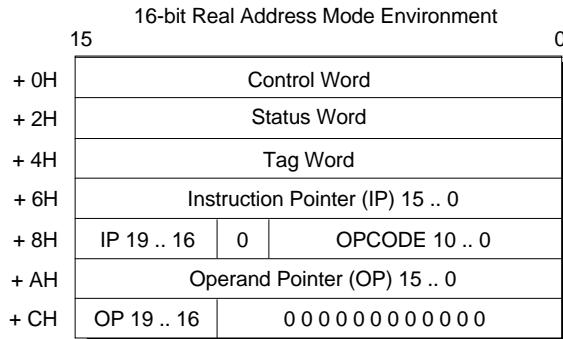 16-bit Real Address Mode Environment
15 0
+ 0H Control Word
+ 2H Status Word
+ 4H Tag Word
+ 6H Instruction Pointer (IP) 15 .. 0
+ 8H IP 19 .. 16 0 OPCODE 10 .. 0
+ AH Operand Pointer (OP) 15 .. 0
+ CH OP 19 .. 16 0 0 0 0 0 0 0 0 0 0 0 0